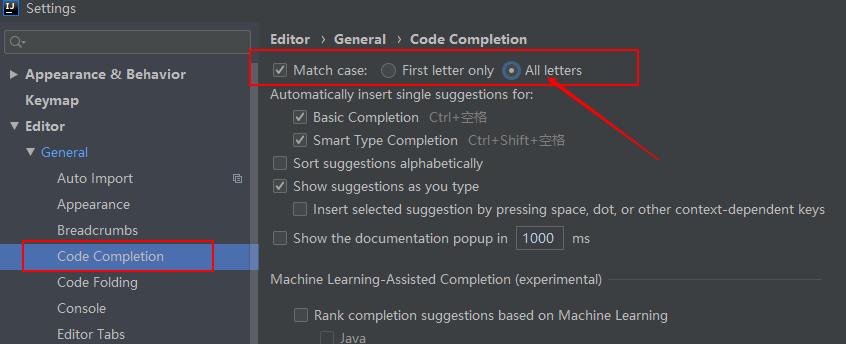 IJ
Settings
Appearance & Behavior
Keymap
Editor
General
Auto Import
Appearance
Breadcrumbs
Code Completion
Code Folding
Console
Editor Tabs
Editor › General › Code Completion
Match case: First letter only All letters
Automatically insert single suggestions for:
Basic Completion Ctrl+空格
Smart Type Completion Ctrl+Shift+空格
Sort suggestions alphabetically
Show suggestions as you type
Insert selected suggestion by pressing space, dot, or other context-dependent keys
Show the documentation popup in 1000 ms
Machine Learning-Assisted Completion (experimental)
Rank completion suggestions based on Machine Learning
Java